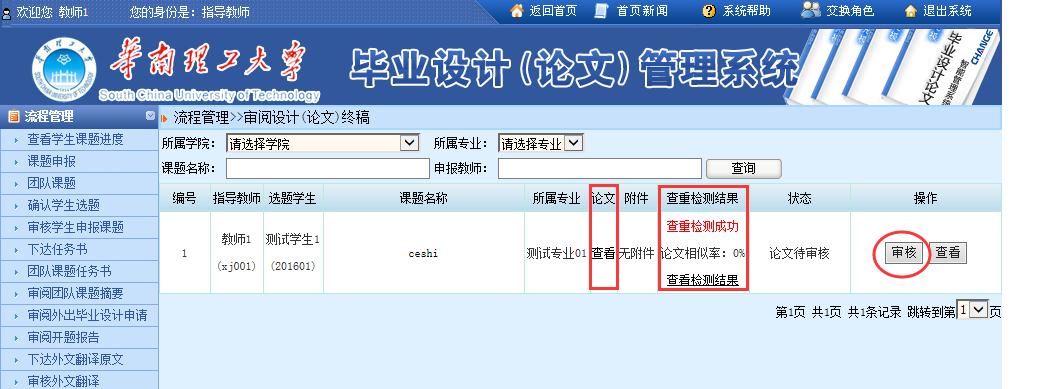 欢迎您 教师1 您的身份是：指导教师 返回首页 首页新闻 系统帮助 交换角色 退出系统
华南理工大学
South China University of Technology
毕业设计(论文)管理系统
毕业设计论文
智能管理系统
CHANGE
流程管理
查看学生课题进度
课题申报
团队课题
确认学生选题
审核学生申报课题
下达任务书
团队课题任务书
审阅团队课题摘要
审阅外出毕业设计申请
审阅开题报告
下达外文翻译原文
审核外文翻译
流程管理>>审阅设计(论文)终稿
所属学院： 请选择学院 所属专业： 请选择专业
课题名称： 申报教师： 查询
编号 指导教师 选题学生 课题名称 所属专业 论文 附件 查重检测结果 状态 操作
1 教师1 (xj001) 测试学生1 (201601) ceshi 测试专业01 查看 无附件 查重检测成功 论文相似率：0% 查看检测结果 论文待审核 审核 查看
第1页 共1页 共1条记录 跳转到第 1 页